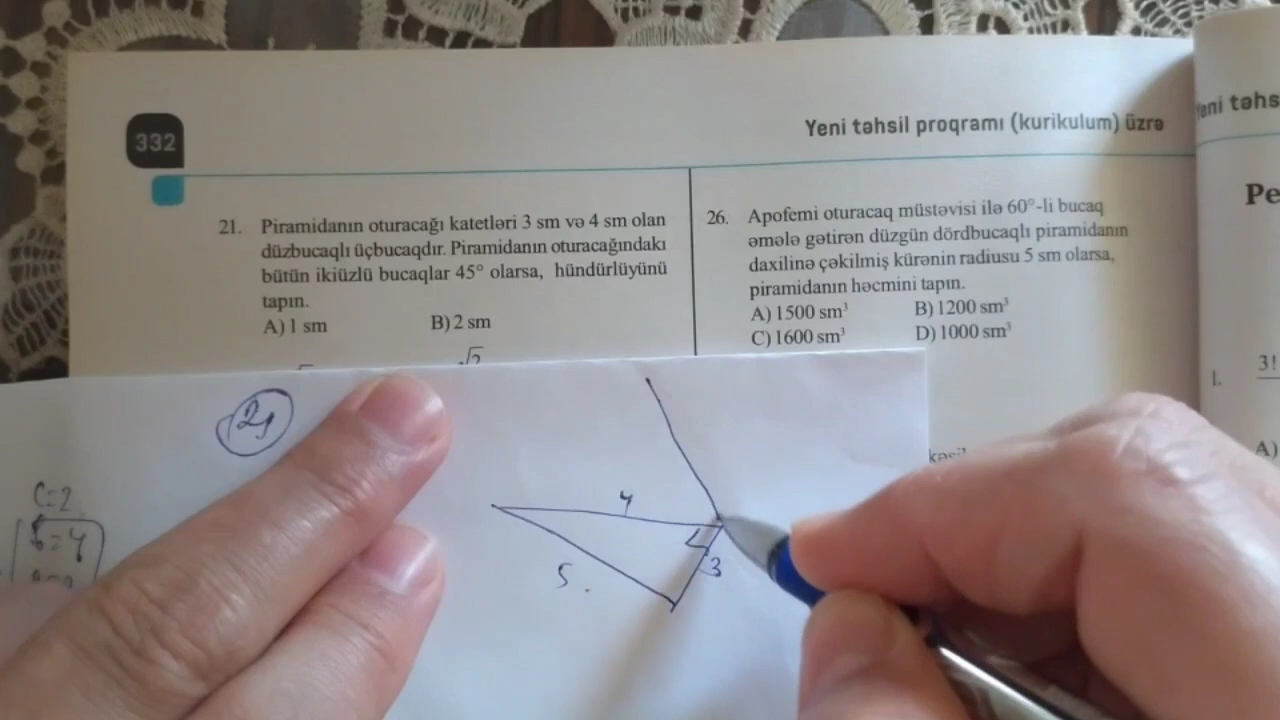 332
Yeni təhsil proqramı (kurikulum) üzrə
21. Piramidanın oturacağı katetləri 3 sm və 4 sm olan
düzbucaqlı üçbucaqdır. Piramidanın oturacağındakı
bütün ikiüzlü bucaqlar 45° olarsa, hündürlüyünü
tapın.
A) 1 sm B) 2 sm
√2
26. Apofemi oturacaq müstəvisi ilə 60°-li bucaq
əmələ gətirən düzgün dördbucaqlı piramidanın
daxilinə çəkilmiş kürənin radiusu 5 sm olarsa,
piramidanın həcmini tapın.
A) 1500 sm³ B) 1200 sm³
C) 1600 sm³ D) 1000 sm³
təhs
Pe
1. 3!
A)
21
4
5.
3
C=2